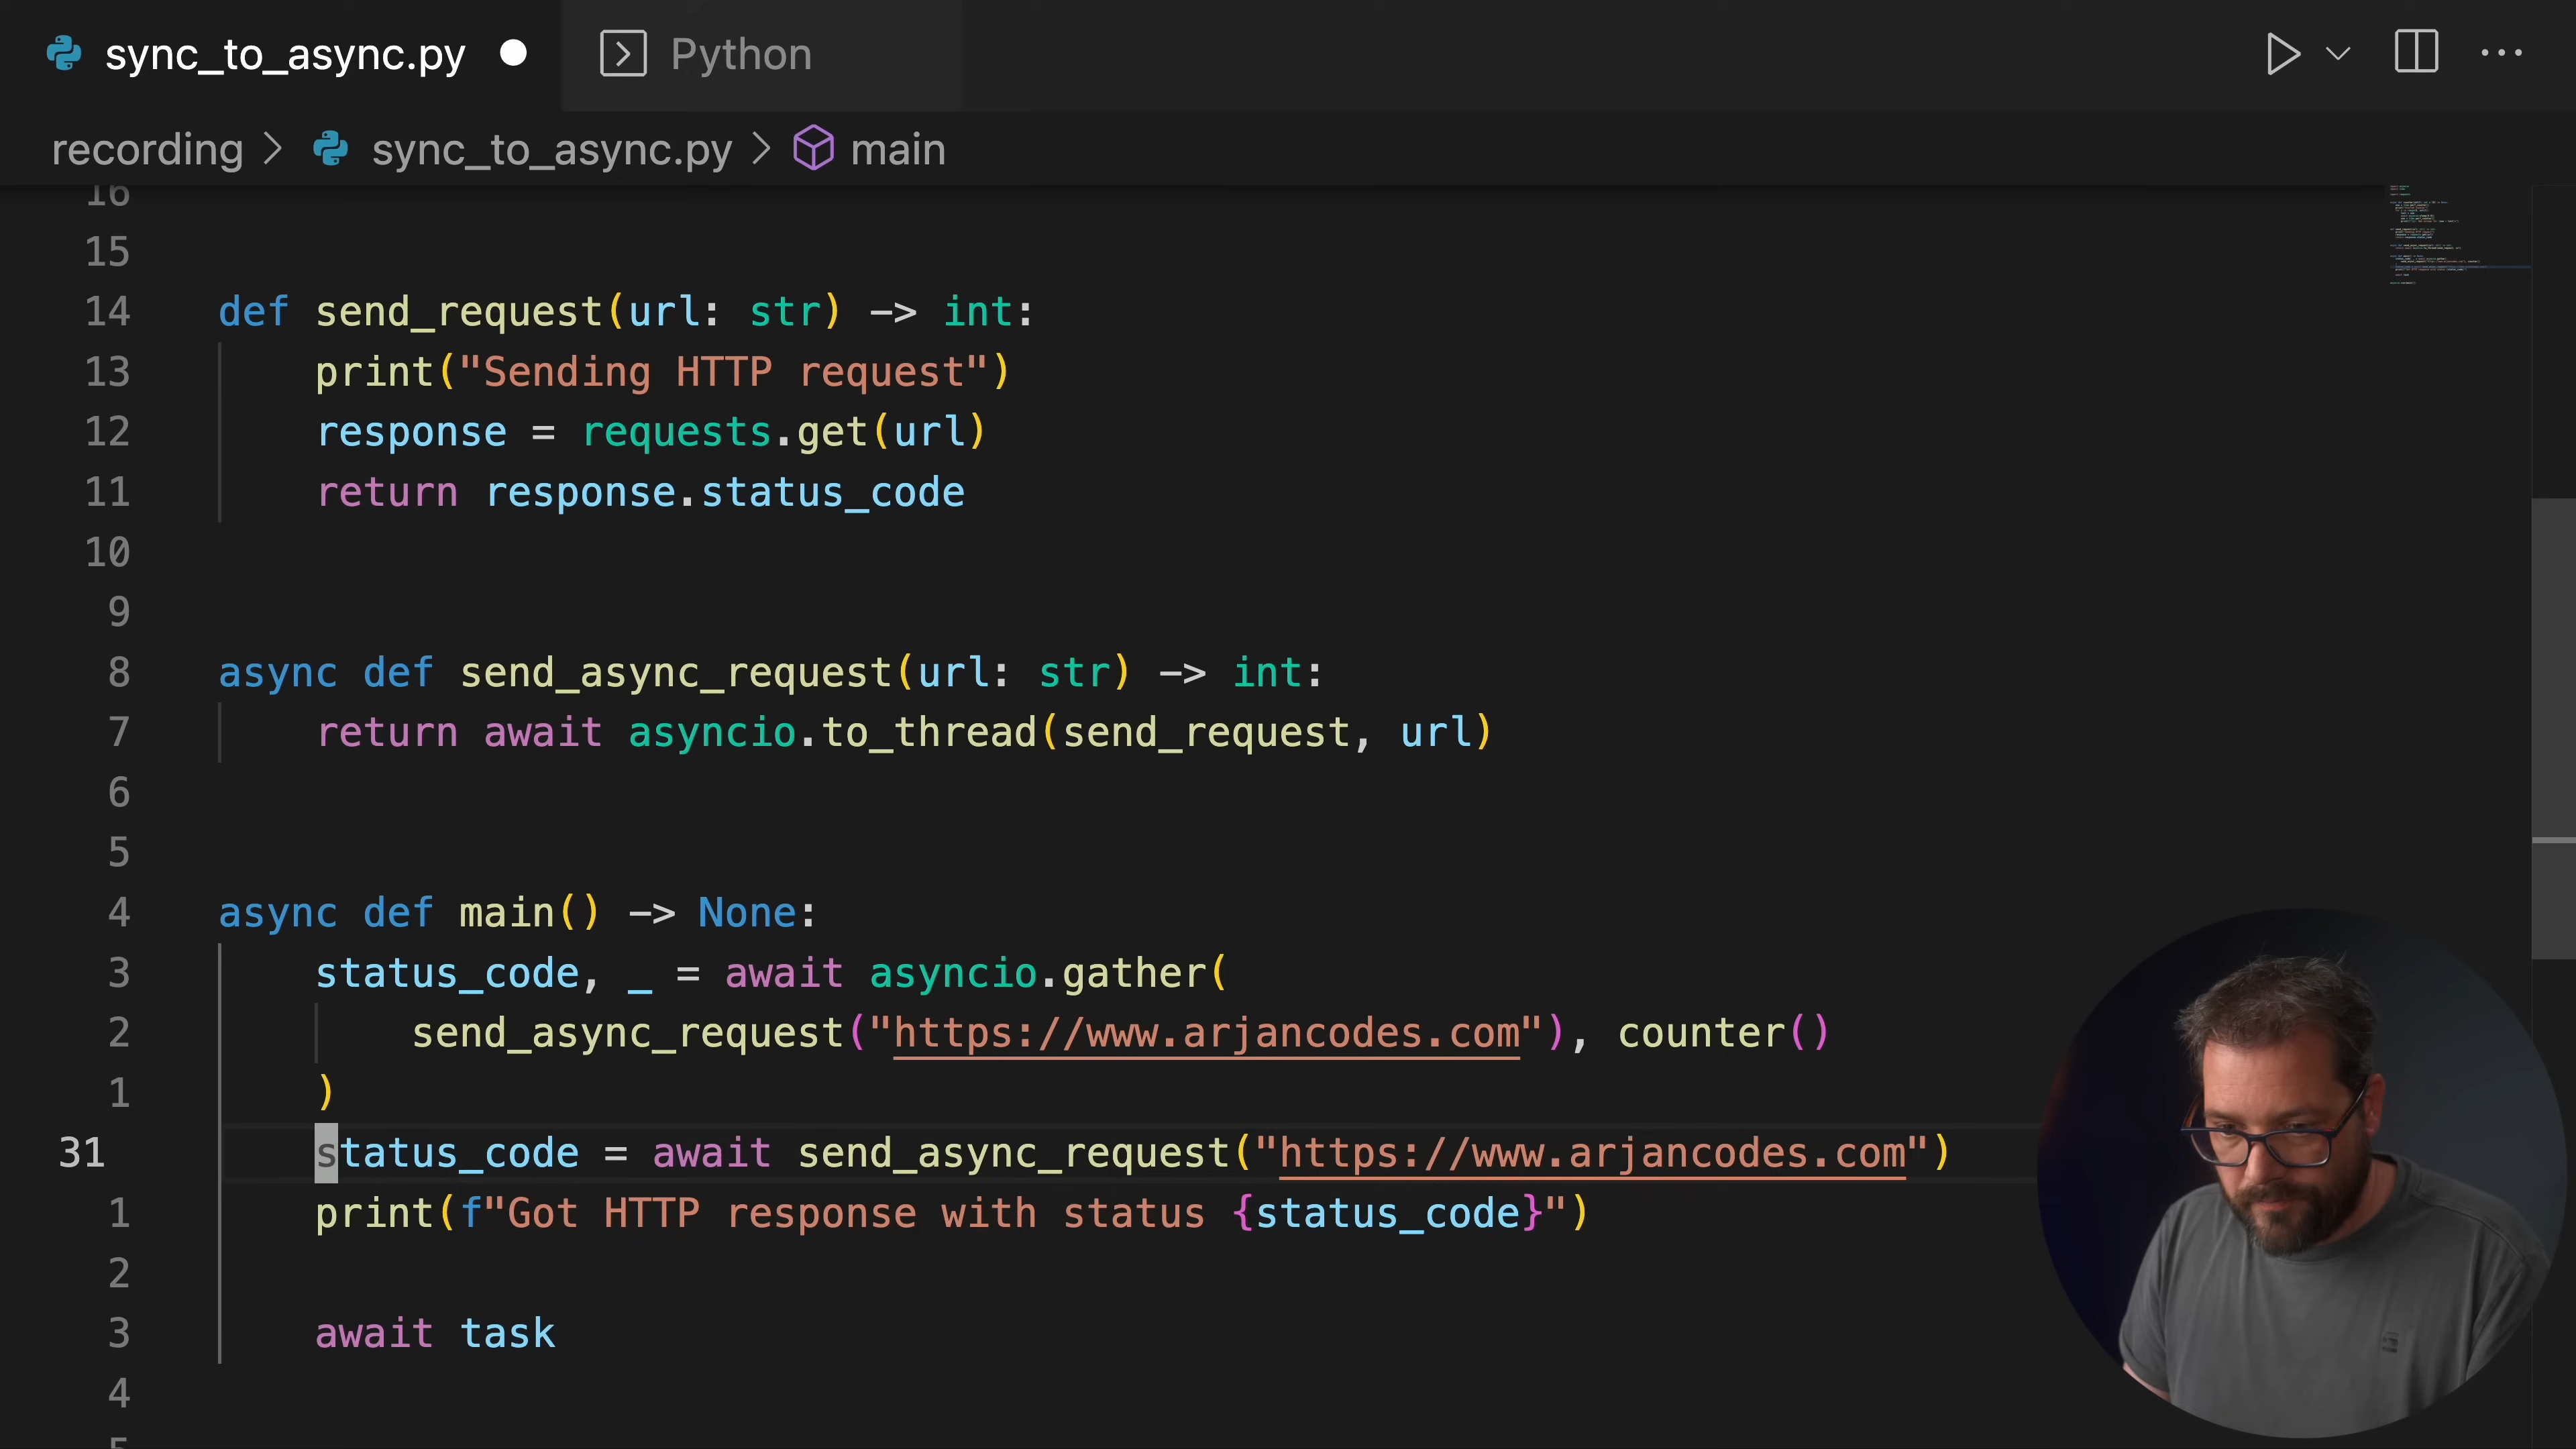 sync_to_async.py Python
recording sync_to_async.py main
16
15
14 def send_request(url: str) -> int:
13 print("Sending HTTP request")
12 response = requests.get(url)
11 return response.status_code
10
9
8 async def send_async_request(url: str) -> int:
7 return await asyncio.to_thread(send_request, url)
6
5
4 async def main() -> None:
3 status_code, _ = await asyncio.gather(
2 send_async_request("https://www.arjancodes.com"), counter()
1 )
31 status_code = await send_async_request("https://www.arjancodes.com")
1 print(f"Got HTTP response with status {status_code}")
2
3 await task
4
5